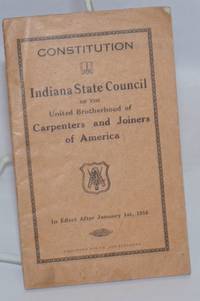 CONSTITUTION
Indiana State Council
OF THE
United Brotherhood of
Carpenters and Joiners
of America
In Effect After January 1st, 1916